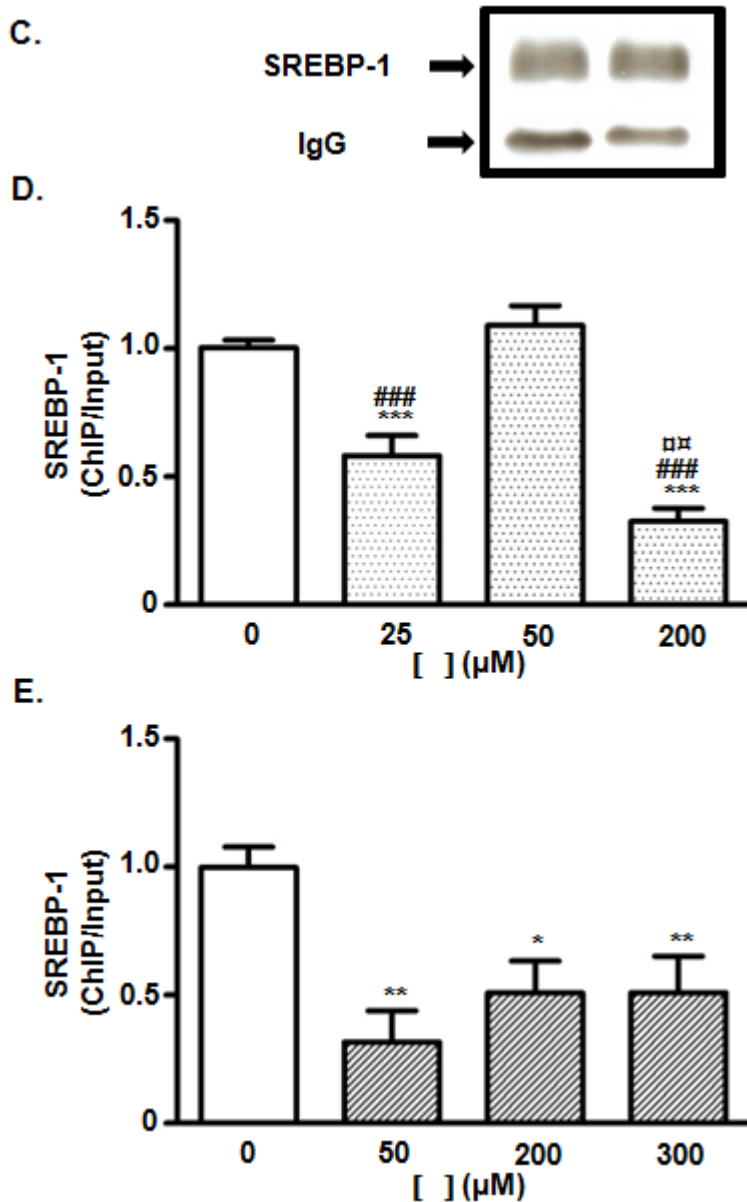 C.
SREBP-1
IgG
D.
SREBP-1
(ChIP/Input)
1.5
1.0
0.5
0
###
***
¤¤
###
***
0 25 50 200
[ ] (µM)
E.
SREBP-1
(ChIP/Input)
1.5
1.0
0.5
0
**
*
**
0 50 200 300
[ ] (µM)